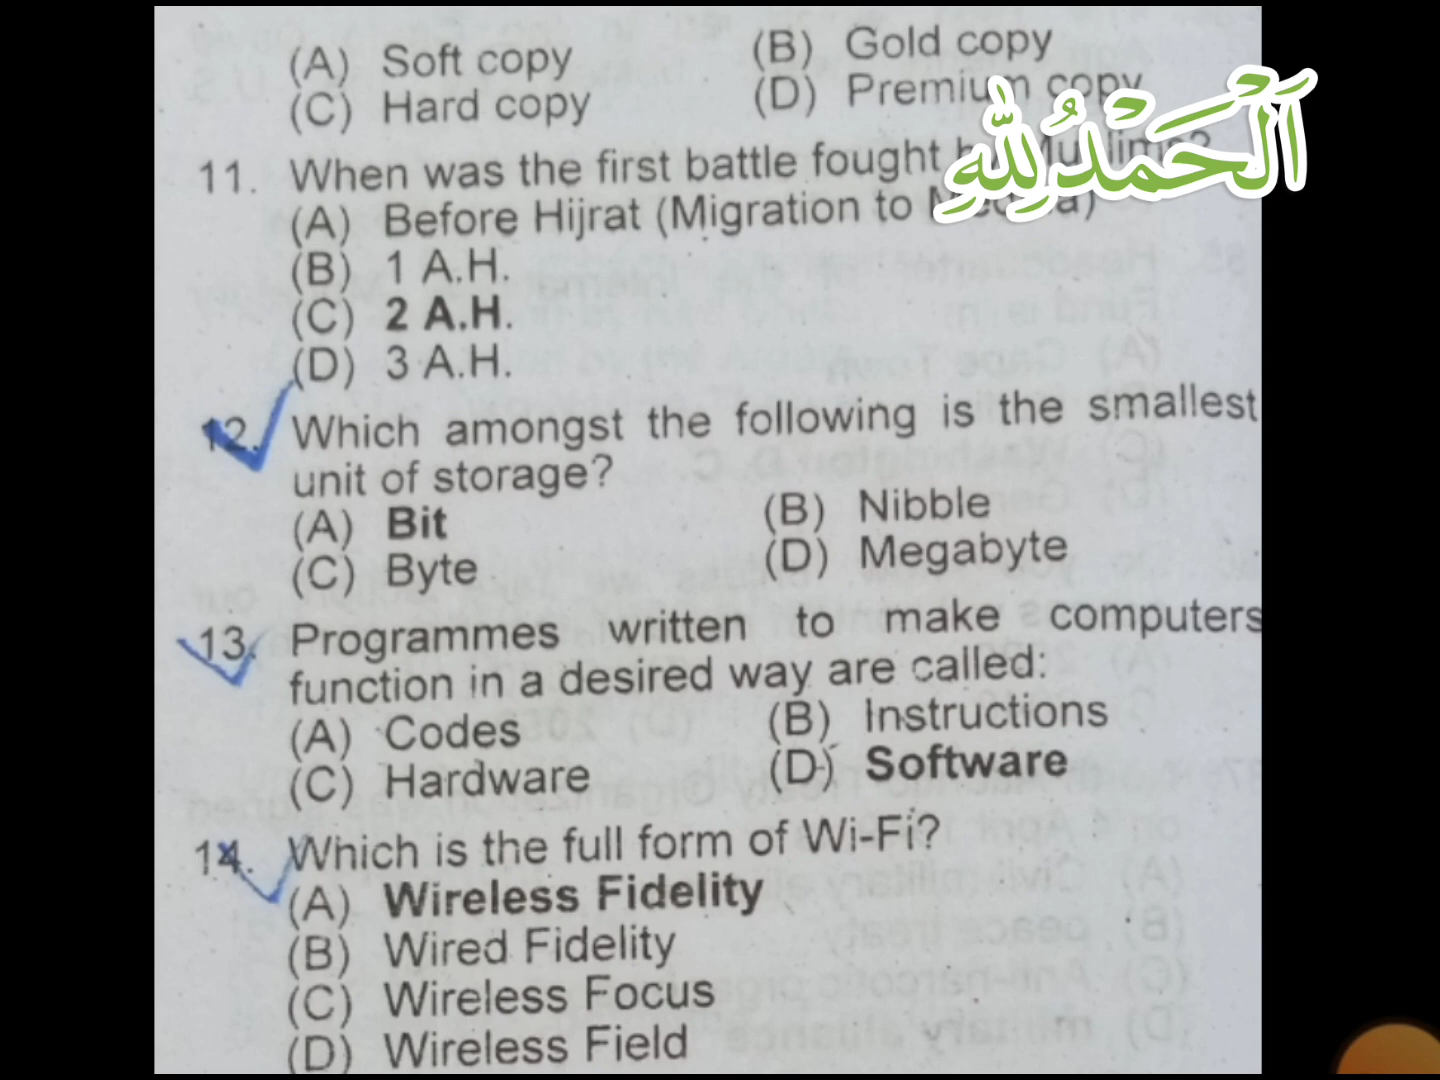 (A) Soft copy (B) Gold copy
(C) Hard copy (D) Premium copy
اَلْحَمْدُلِلّٰهِ
11. When was the first battle fought by Muslims?
(A) Before Hijrat (Migration to Medina)
(B) 1 A.H.
(C) 2 A.H.
(D) 3 A.H.
12. Which amongst the following is the smallest
unit of storage?
(A) Bit (B) Nibble
(C) Byte (D) Megabyte
13. Programmes written to make computers
function in a desired way are called:
(A) Codes (B) Instructions
(C) Hardware (D) Software
14. Which is the full form of Wi-Fi?
(A) Wireless Fidelity
(B) Wired Fidelity
(C) Wireless Focus
(D) Wireless Field